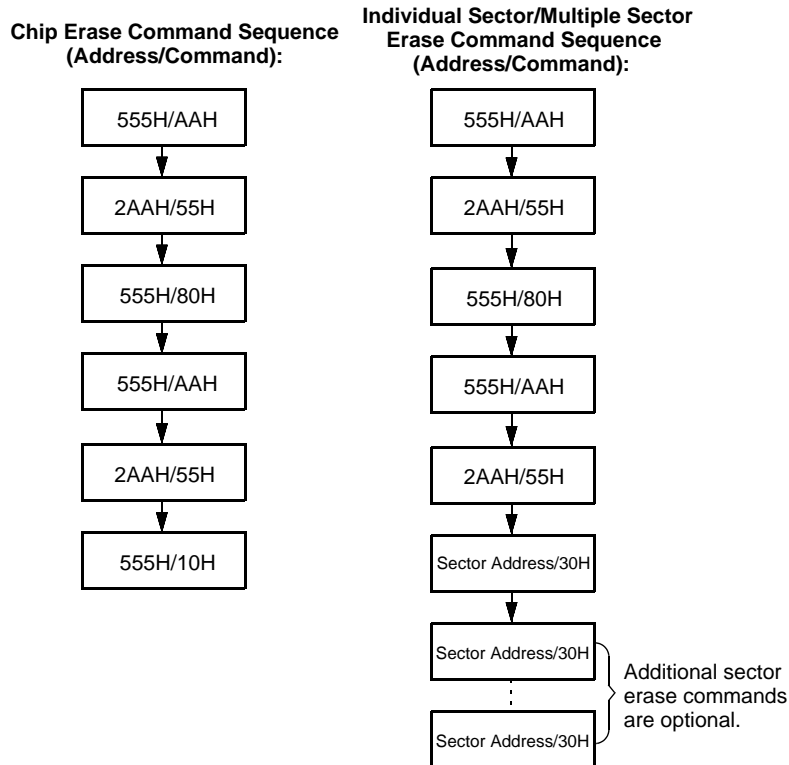 Chip Erase Command Sequence
(Address/Command):
555H/AAH
2AAH/55H
555H/80H
555H/AAH
2AAH/55H
555H/10H
Individual Sector/Multiple Sector
Erase Command Sequence
(Address/Command):
555H/AAH
2AAH/55H
555H/80H
555H/AAH
2AAH/55H
Sector Address/30H
Sector Address/30H
Sector Address/30H
Additional sector
erase commands
are optional.